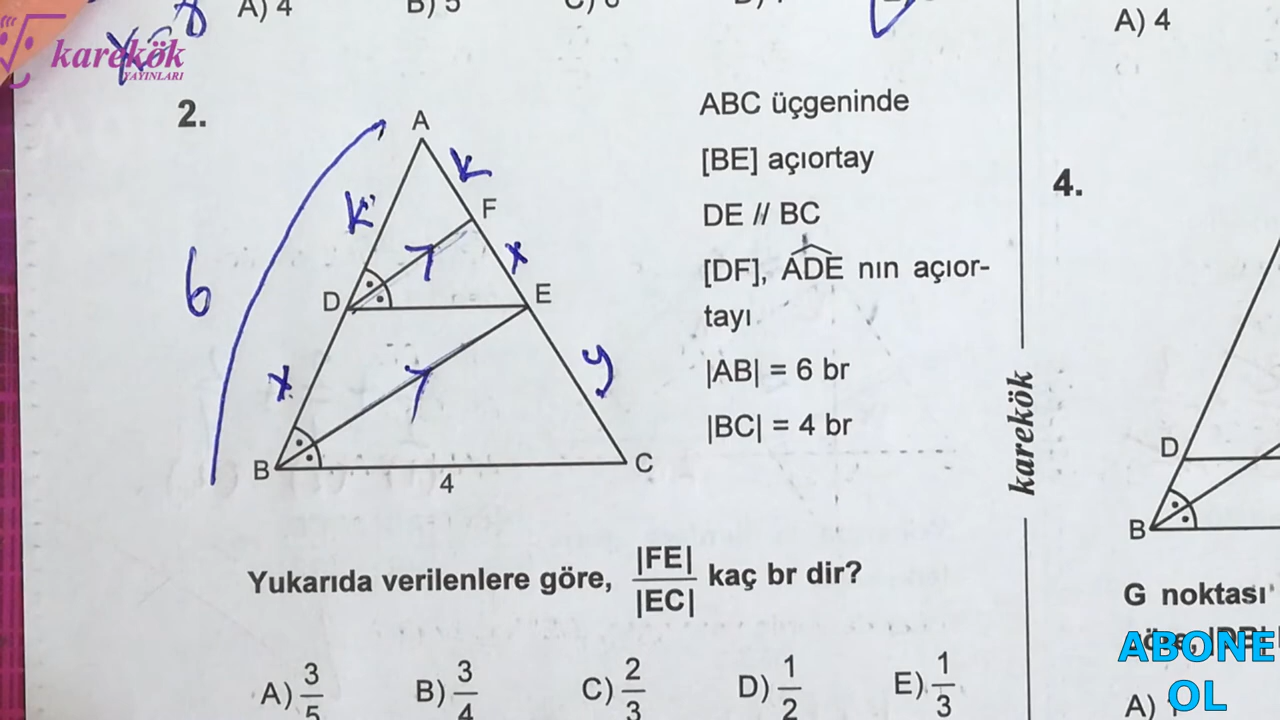 A) 4
B) 5
A) 4
karekök
YAYINLARI
2.
A
K
K
F
D
x
E
6
x
y
B
C
4
ABC üçgeninde
[BE] açıortay
DE // BC
[DF], ADE nın açıor-
tayı
|AB| = 6 br
|BC| = 4 br
Yukarıda verilenlere göre, |FE| / |EC| kaç br dir?
A) 3/5 B) 3/4 C) 2/3 D) 1/2 E) 1/3
karekök
4.
D
B
G noktası
ABONE
OL
A)